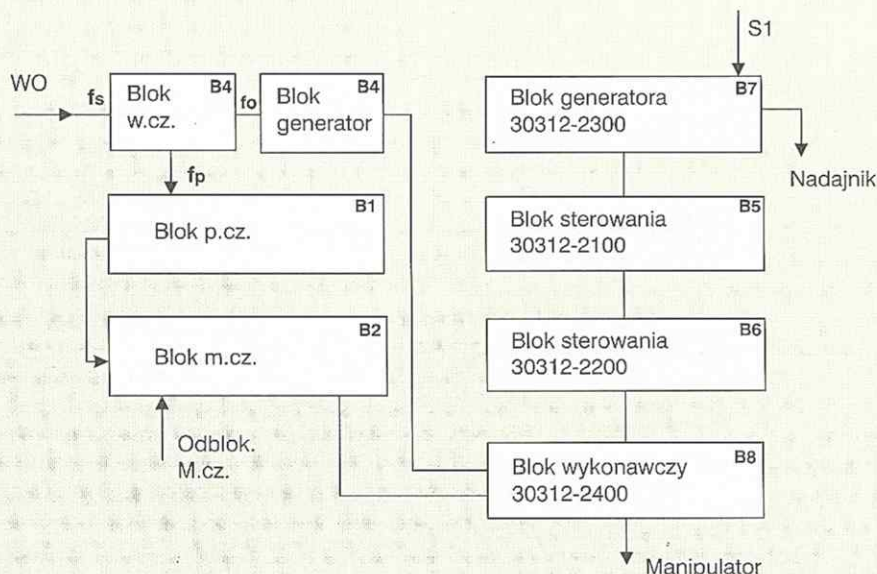 WO
fs
Blok
w.cz.
B4
fo
Blok
generator
B4
fp
Blok p.cz.
B1
Blok m.cz.
B2
Odblok.
M.cz.
S1
Blok generatora
30312-2300
B7
Nadajnik
Blok sterowania
30312-2100
B5
Blok sterowania
30312-2200
B6
Blok wykonawczy
30312-2400
B8
Manipulator